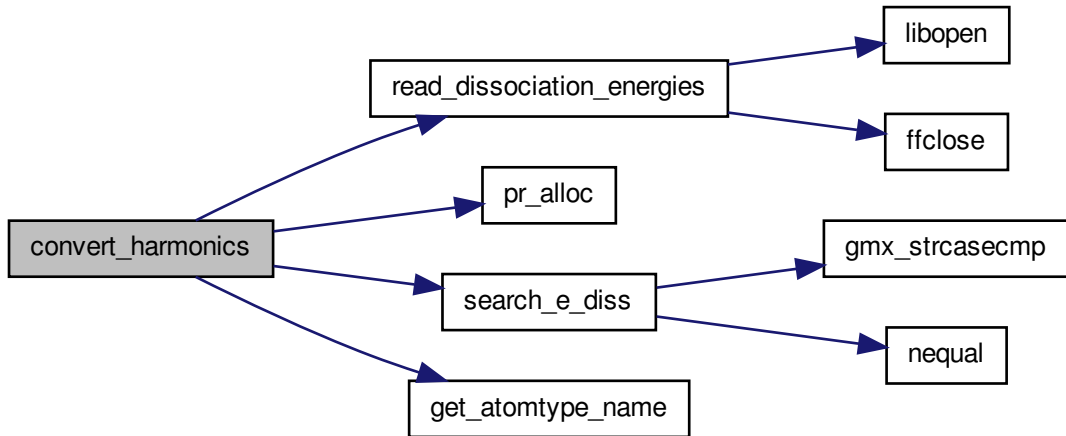 libopen
read_dissociation_energies
ffclose
pr_alloc
convert_harmonics
gmx_strcasecmp
search_e_diss
nequal
get_atomtype_name